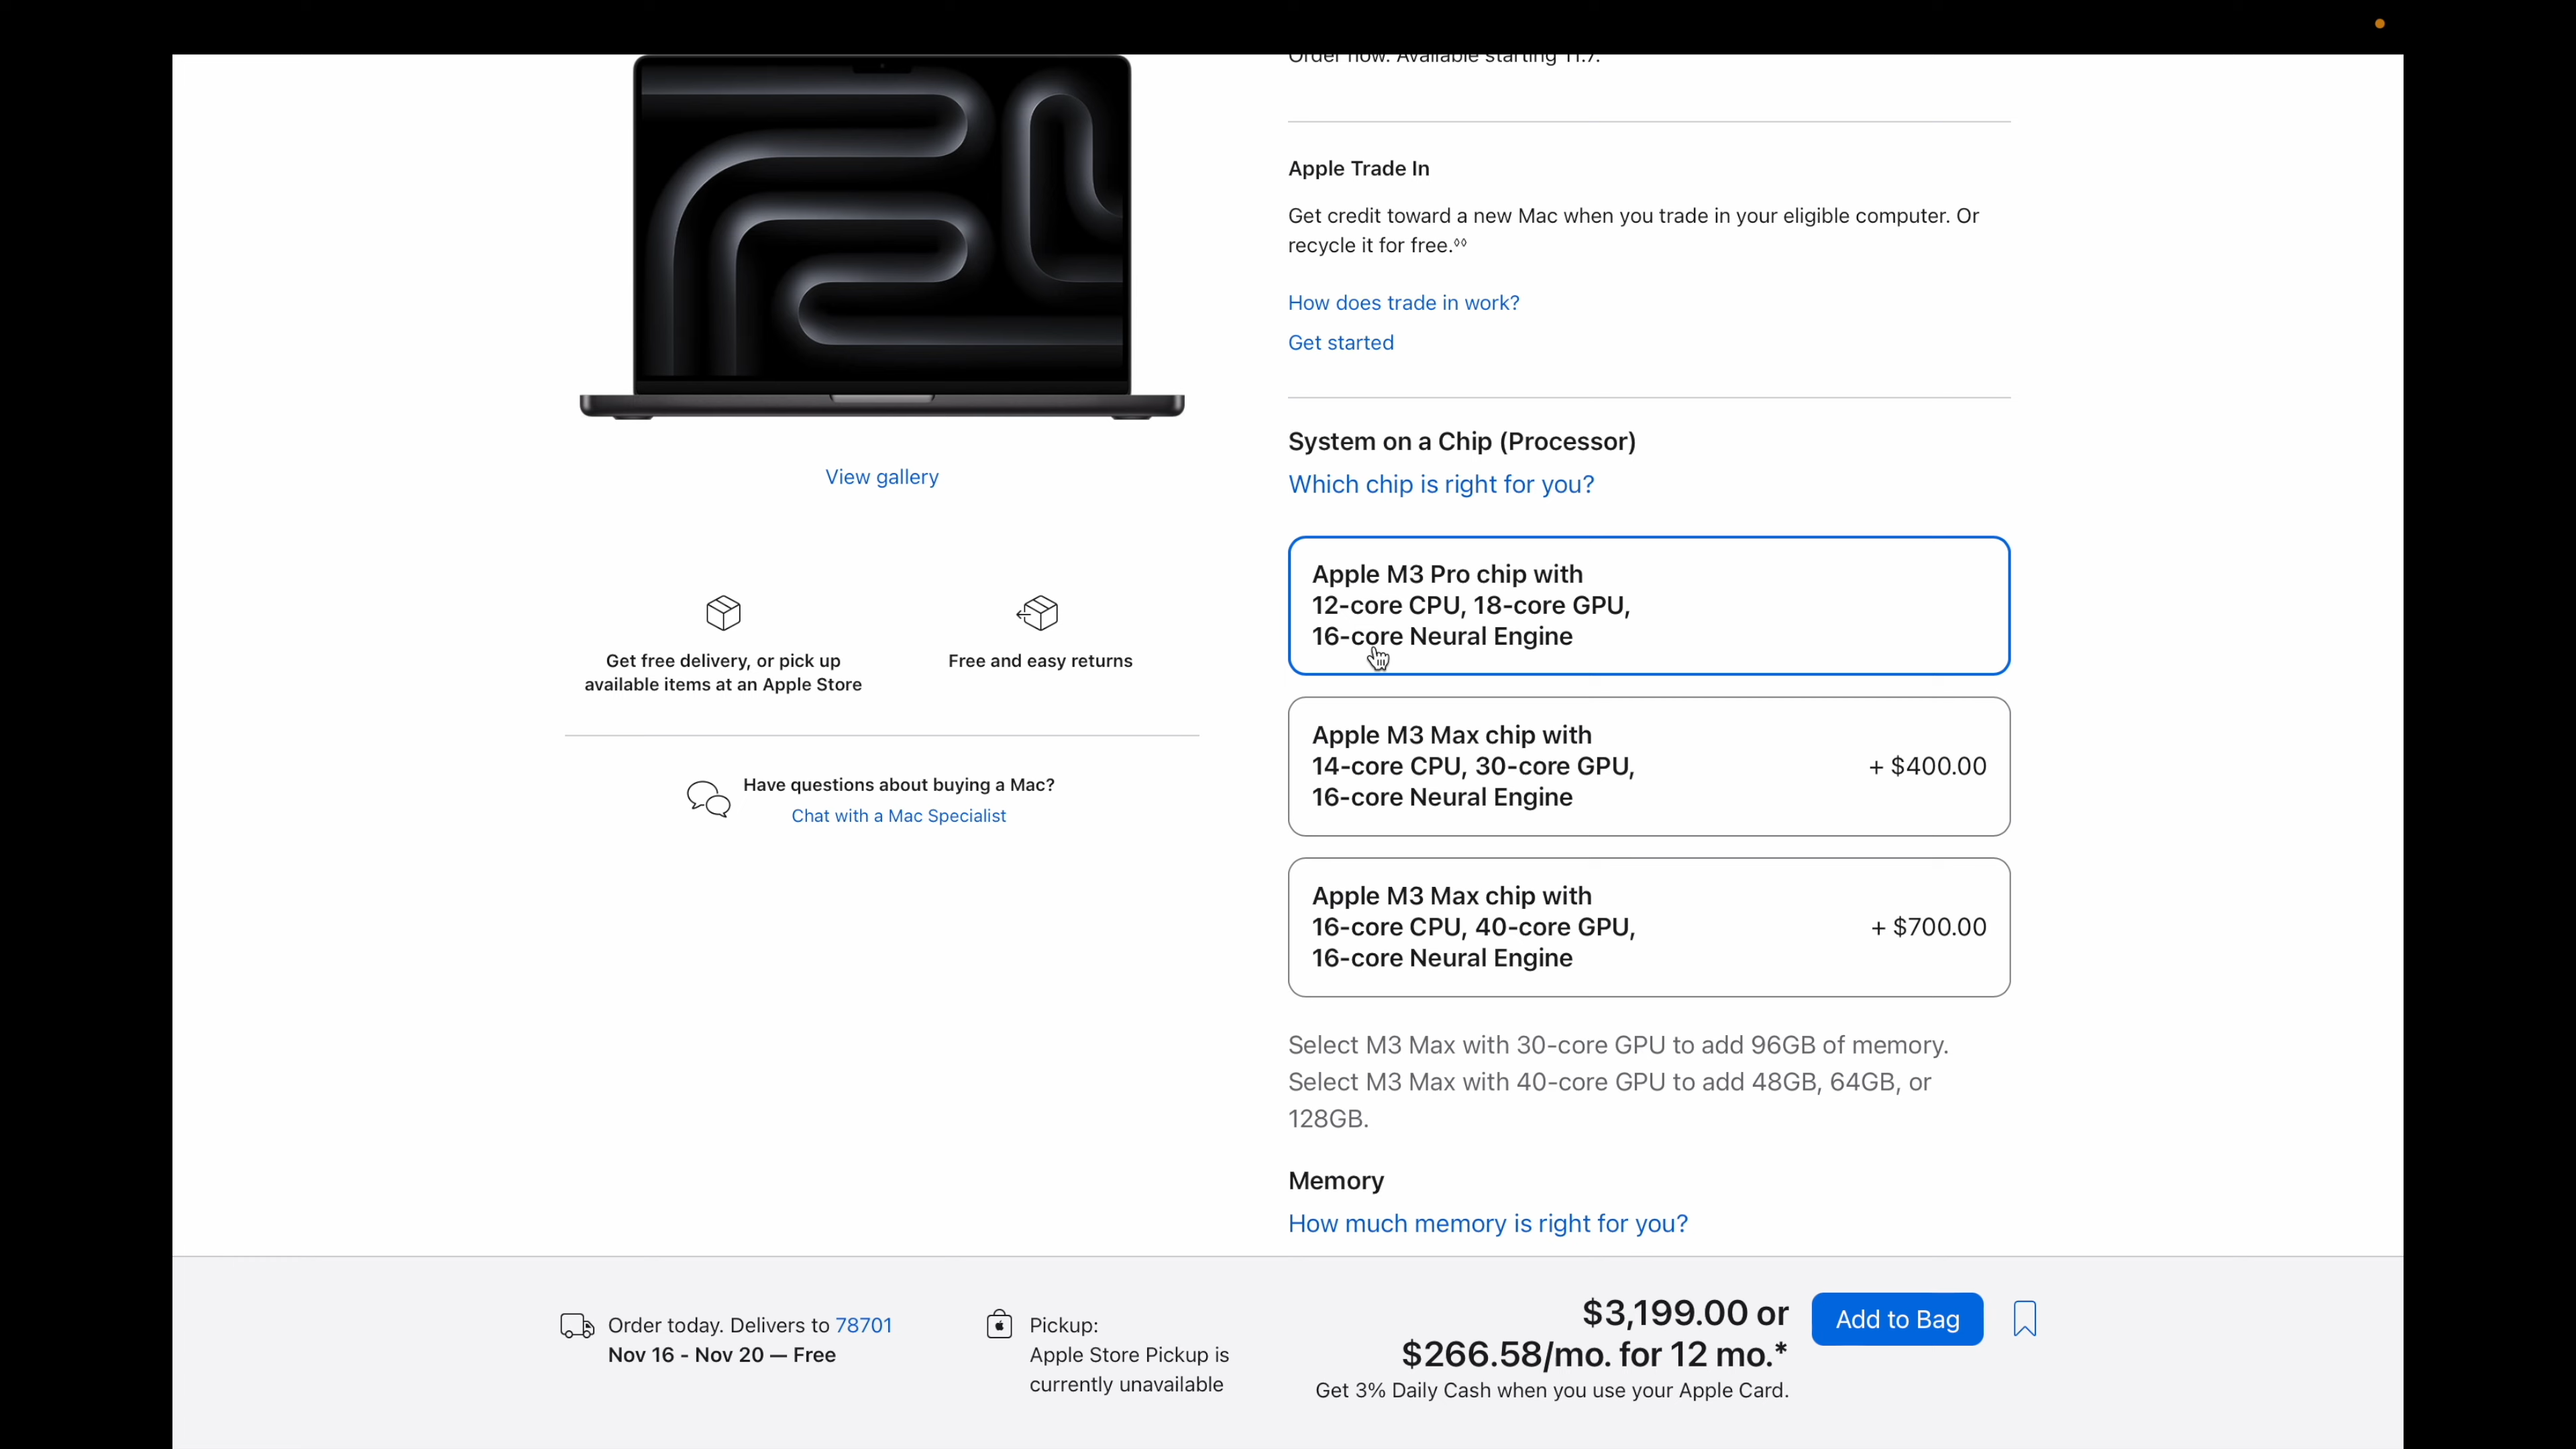 Order now. Available starting 11.7.
Apple Trade In
Get credit toward a new Mac when you trade in your eligible computer. Or
recycle it for free.◊◊
How does trade in work?
Get started
View gallery
Get free delivery, or pick up
available items at an Apple Store
Free and easy returns
Have questions about buying a Mac?
Chat with a Mac Specialist
System on a Chip (Processor)
Which chip is right for you?
Apple M3 Pro chip with
12-core CPU, 18-core GPU,
16-core Neural Engine
Apple M3 Max chip with
14-core CPU, 30-core GPU,
16-core Neural Engine
+ $400.00
Apple M3 Max chip with
16-core CPU, 40-core GPU,
16-core Neural Engine
+ $700.00
Select M3 Max with 30-core GPU to add 96GB of memory.
Select M3 Max with 40-core GPU to add 48GB, 64GB, or
128GB.
Memory
How much memory is right for you?
Order today. Delivers to 78701
Nov 16 - Nov 20 — Free
Pickup:
Apple Store Pickup is
currently unavailable
$3,199.00 or
$266.58/mo. for 12 mo.*
Get 3% Daily Cash when you use your Apple Card.
Add to Bag